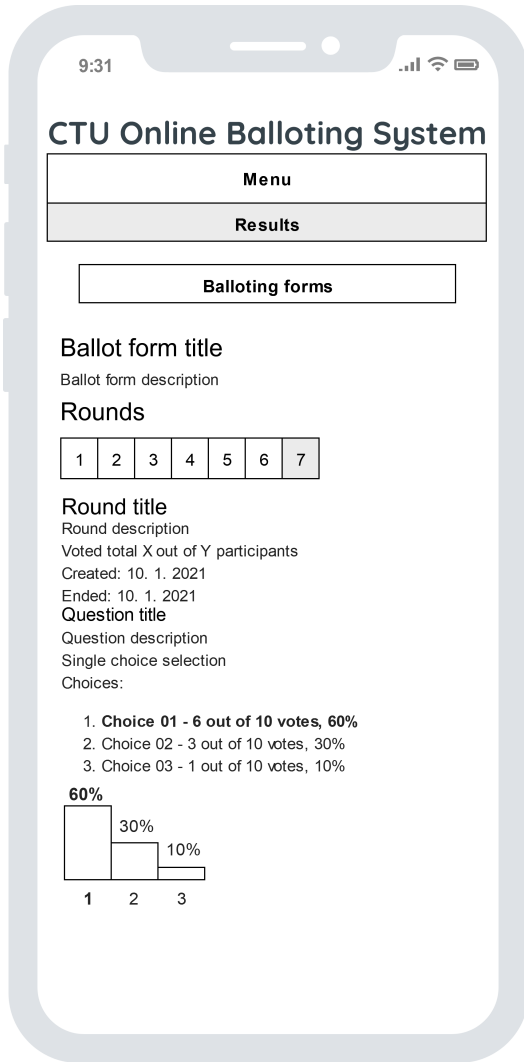 9:31
CTU Online Balloting System
Menu
Results
Balloting forms
Ballot form title
Ballot form description
Rounds
1 2 3 4 5 6 7
Round title
Round description
Voted total X out of Y participants
Created: 10. 1. 2021
Ended: 10. 1. 2021
Question title
Question description
Single choice selection
Choices:
1. Choice 01 - 6 out of 10 votes, 60%
2. Choice 02 - 3 out of 10 votes, 30%
3. Choice 03 - 1 out of 10 votes, 10%
60%
30%
10%
1 2 3